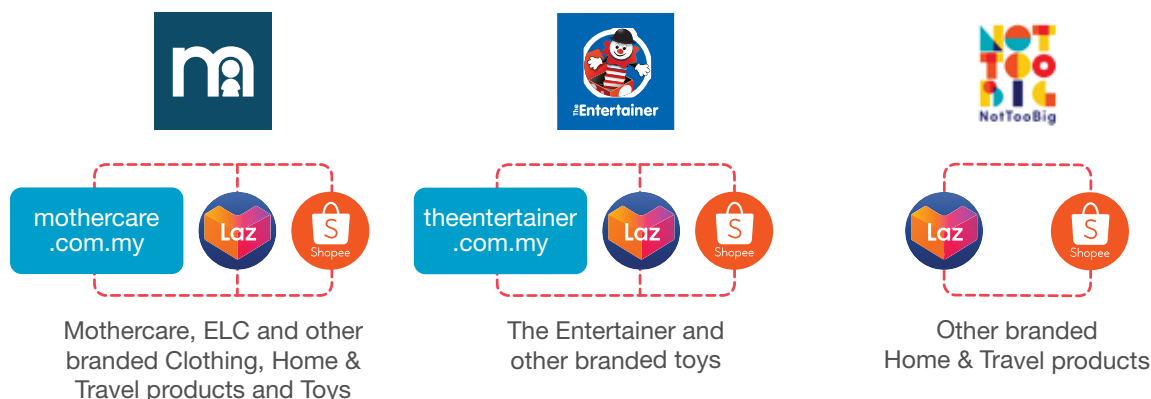 m
The Entertainer
NOT
TOO
BIG
NotTooBig
mothercare
.com.my
Laz
S
Shopee
theentertainer
.com.my
Laz
S
Shopee
Laz
S
Shopee
Mothercare, ELC and other
branded Clothing, Home &
Travel products and Toys
The Entertainer and
other branded toys
Other branded
Home & Travel products